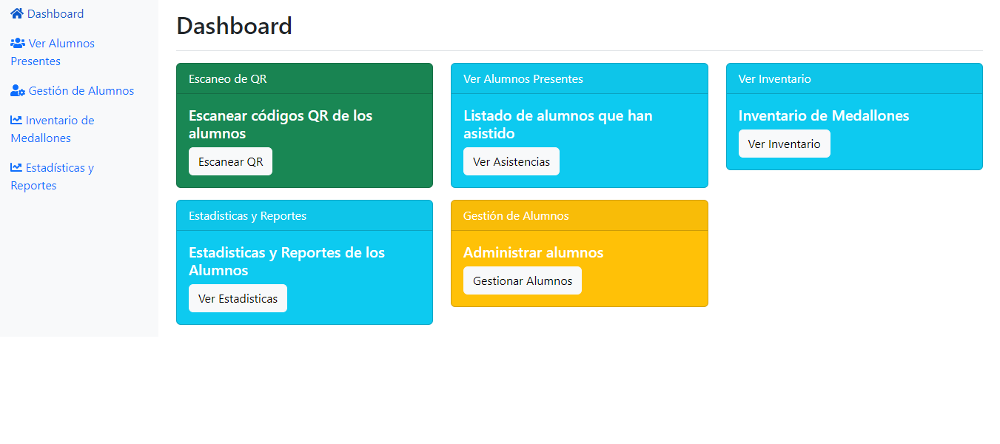 Dashboard
Ver Alumnos
Presentes
Gestión de Alumnos
Inventario de
Medallones
Estadísticas y
Reportes
Dashboard
Escaneo de QR
Escanear códigos QR de los
alumnos
Escanear QR
Ver Alumnos Presentes
Listado de alumnos que han
asistido
Ver Asistencias
Ver Inventario
Inventario de Medallones
Ver Inventario
Estadisticas y Reportes
Estadisticas y Reportes de los
Alumnos
Ver Estadisticas
Gestión de Alumnos
Administrar alumnos
Gestionar Alumnos